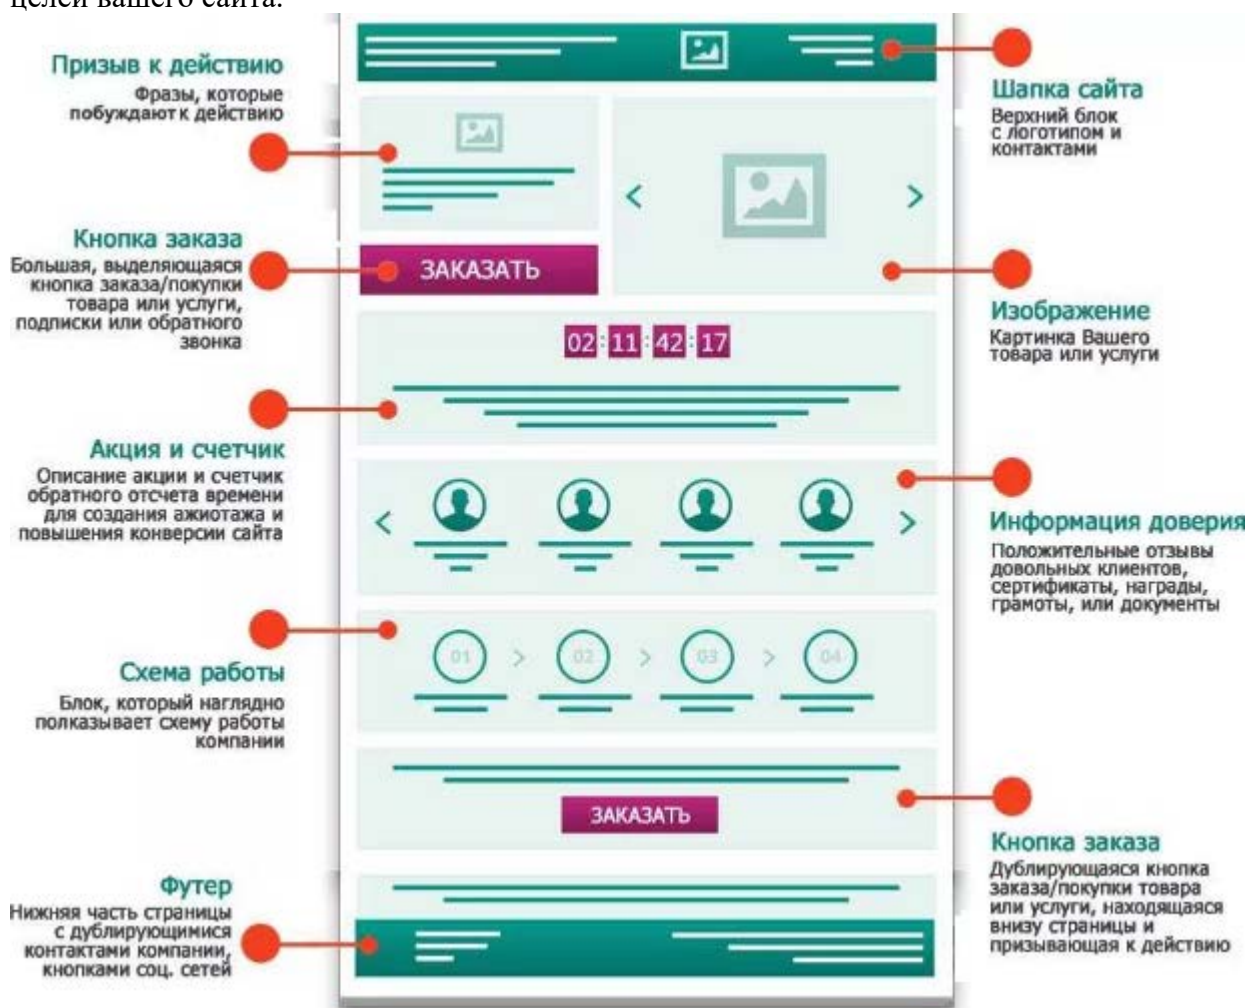 целей вашего сайта.
Призыв к действию
Фразы, которые
побуждают к действию
Шапка сайта
Верхний блок
с логотипом и
контактами
Кнопка заказа
Большая, выделяющаяся
кнопка заказа/покупки
товара или услуги,
подписки или обратного
звонка
ЗАКАЗАТЬ
Изображение
Картинка Вашего
товара или услуги
02:11:42:17
Акция и счетчик
Описание акции и счетчик
обратного отсчета времени
для создания ажиотажа и
повышения конверсии сайта
Информация доверия
Положительные отзывы
довольных клиентов,
сертификаты, награды,
грамоты, или документы
Схема работы
Блок, который наглядно
полказывает схему работы
компании
01 > 02 > 03 > 04
ЗАКАЗАТЬ
Кнопка заказа
Дублирующаяся кнопка
заказа/покупки товара
или услуги, находящаяся
внизу страницы и
призывающая к действию
Футер
Нижняя часть страницы
с дублирующимися
контактами компании,
кнопками соц. сетей